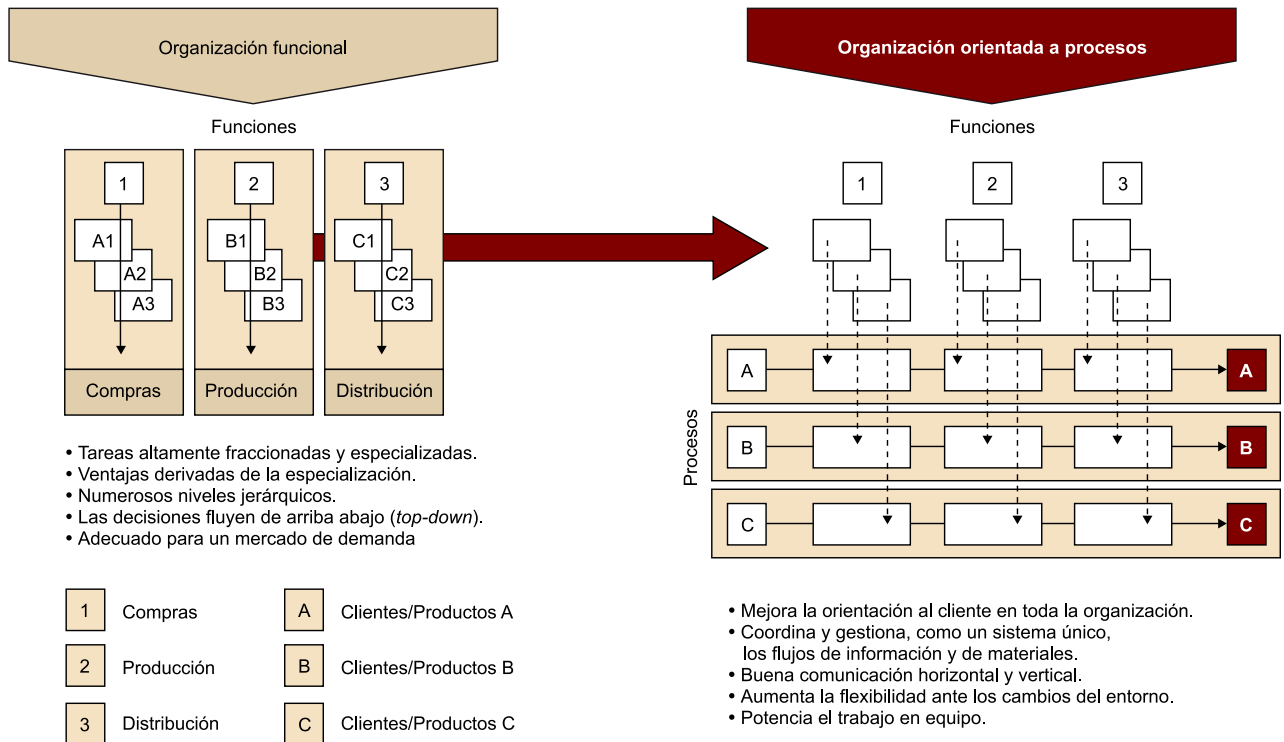 Organización funcional
Funciones
1
2
3
A1
A2
A3
B1
B2
B3
C1
C2
C3
Compras
Producción
Distribución
• Tareas altamente fraccionadas y especializadas.
• Ventajas derivadas de la especialización.
• Numerosos niveles jerárquicos.
• Las decisiones fluyen de arriba abajo (top-down).
• Adecuado para un mercado de demanda
1 Compras
2 Producción
3 Distribución
A Clientes/Productos A
B Clientes/Productos B
C Clientes/Productos C
Organización orientada a procesos
Funciones
1
2
3
Procesos
A
A
B
B
C
C
• Mejora la orientación al cliente en toda la organización.
• Coordina y gestiona, como un sistema único,
los flujos de información y de materiales.
• Buena comunicación horizontal y vertical.
• Aumenta la flexibilidad ante los cambios del entorno.
• Potencia el trabajo en equipo.